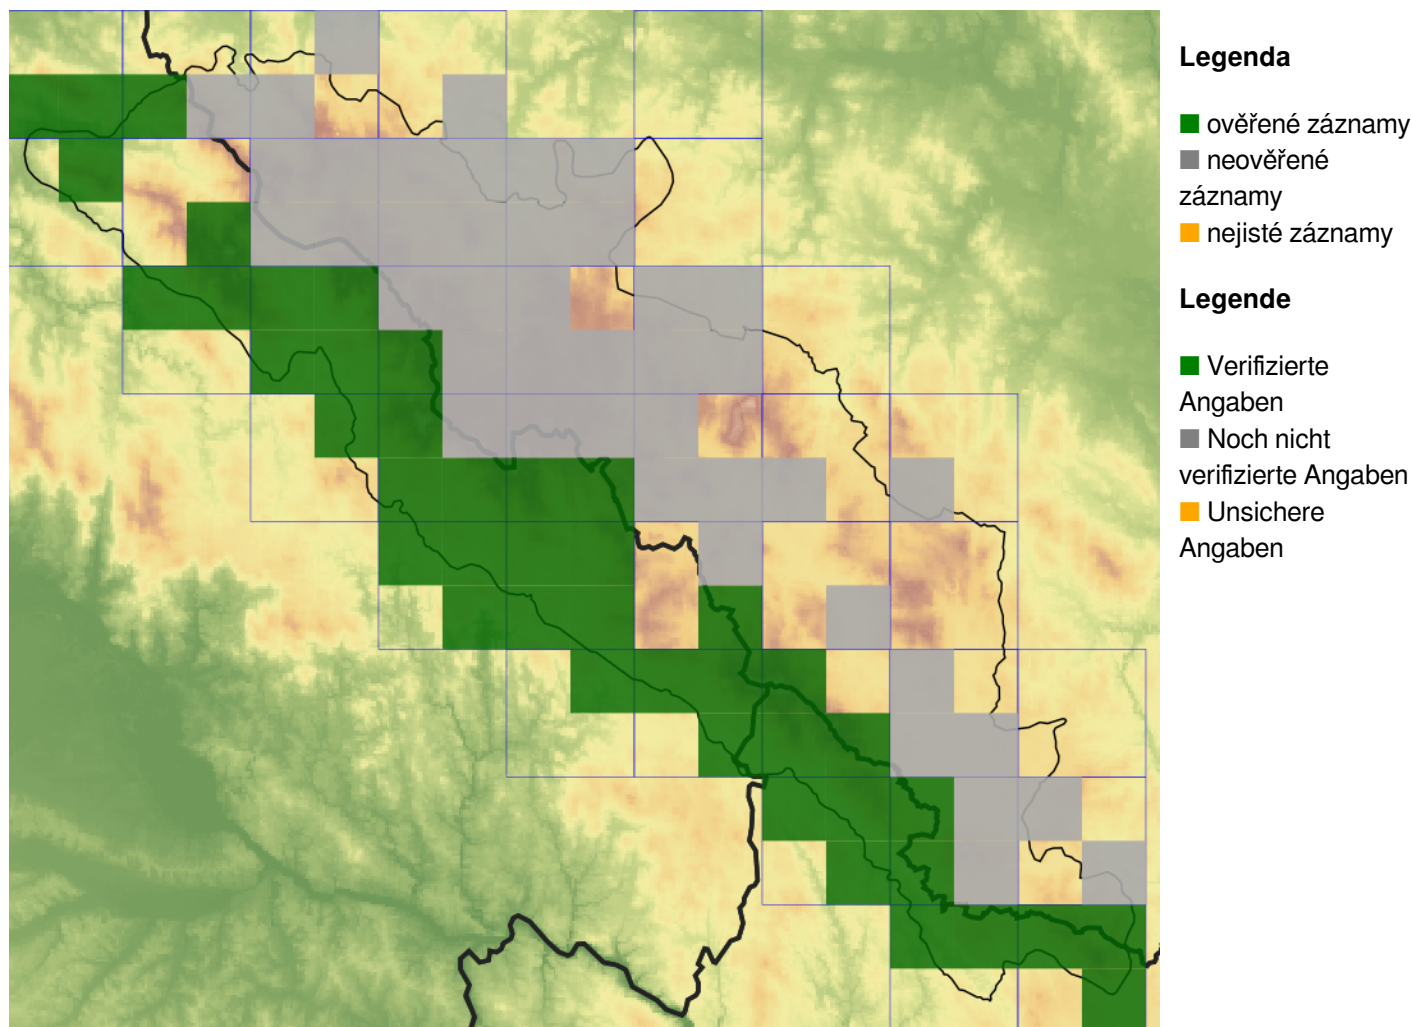 Legenda
ověřené záznamy
neověřené
záznamy
nejisté záznamy
Legende
Verifizierte
Angaben
Noch nicht
verifizierte Angaben
Unsichere
Angaben